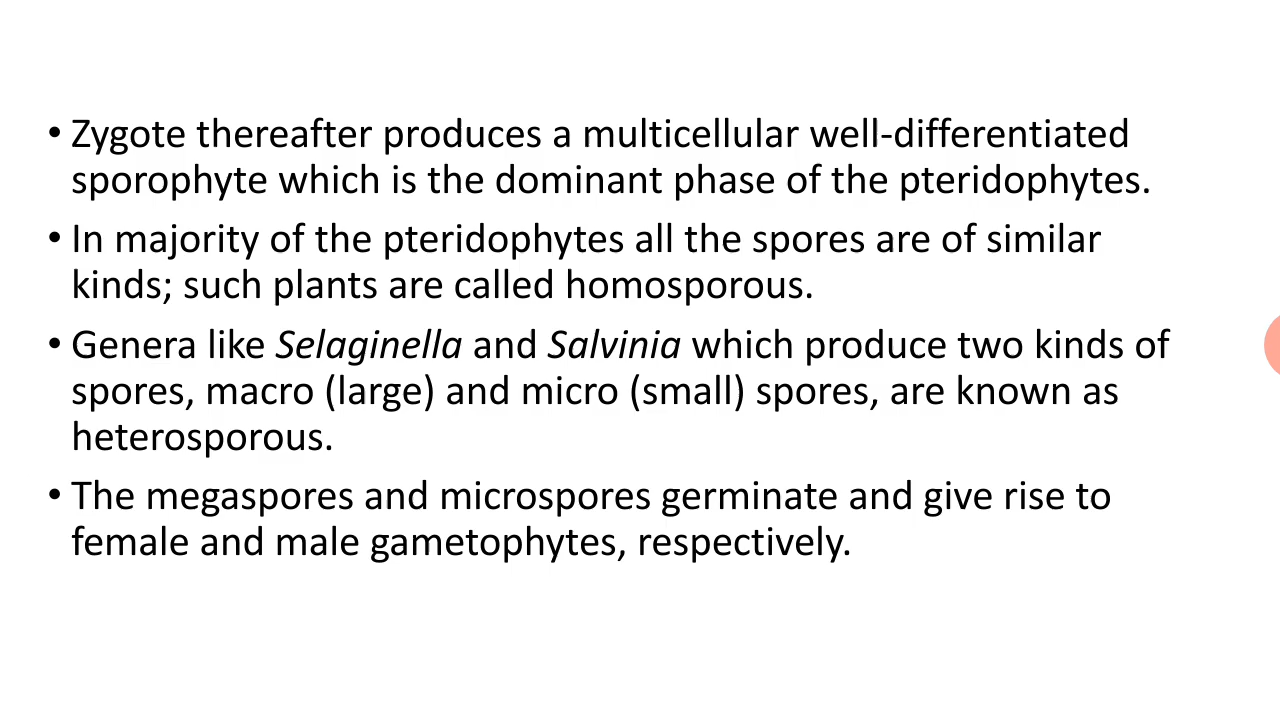 • Zygote thereafter produces a multicellular well-differentiated
sporophyte which is the dominant phase of the pteridophytes.
• In majority of the pteridophytes all the spores are of similar
kinds; such plants are called homosporous.
• Genera like Selaginella and Salvinia which produce two kinds of
spores, macro (large) and micro (small) spores, are known as
heterosporous.
• The megaspores and microspores germinate and give rise to
female and male gametophytes, respectively.